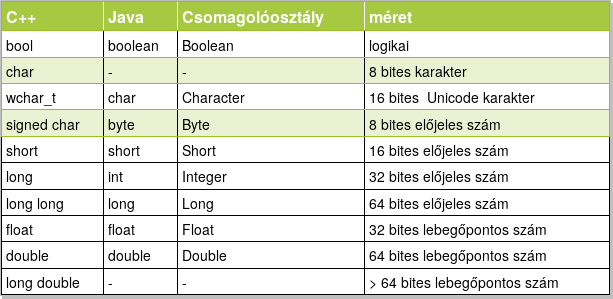 C++ Java Csomagolóosztály méret
bool boolean Boolean logikai
char - - 8 bites karakter
wchar_t char Character 16 bites  Unicode karakter
signed char byte Byte 8 bites előjeles szám
short short Short 16 bites előjeles szám
long int Integer 32 bites előjeles szám
long long long Long 64 bites előjeles szám
float float Float 32 bites lebegőpontos szám
double double Double 64 bites lebegőpontos szám
long double - - > 64 bites lebegőpontos szám